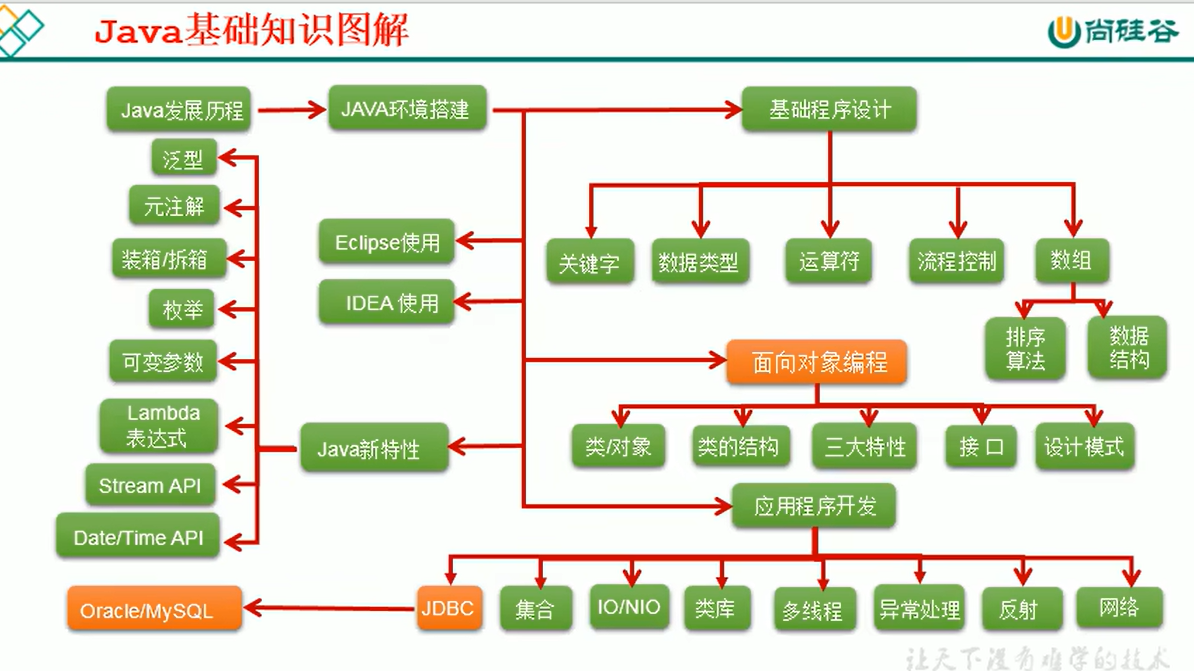 Java基础知识图解
尚硅谷
Java发展历程
JAVA环境搭建
基础程序设计
泛型
元注解
装箱/拆箱
枚举
可变参数
Lambda
表达式
Stream API
Date/Time API
Eclipse使用
IDEA 使用
Java新特性
关键字
数据类型
运算符
流程控制
数组
排序
算法
数据
结构
面向对象编程
类/对象
类的结构
三大特性
接 口
设计模式
应用程序开发
Oracle/MySQL
JDBC
集合
IO/NIO
类库
多线程
异常处理
反射
网络
让天下没有难学的技术